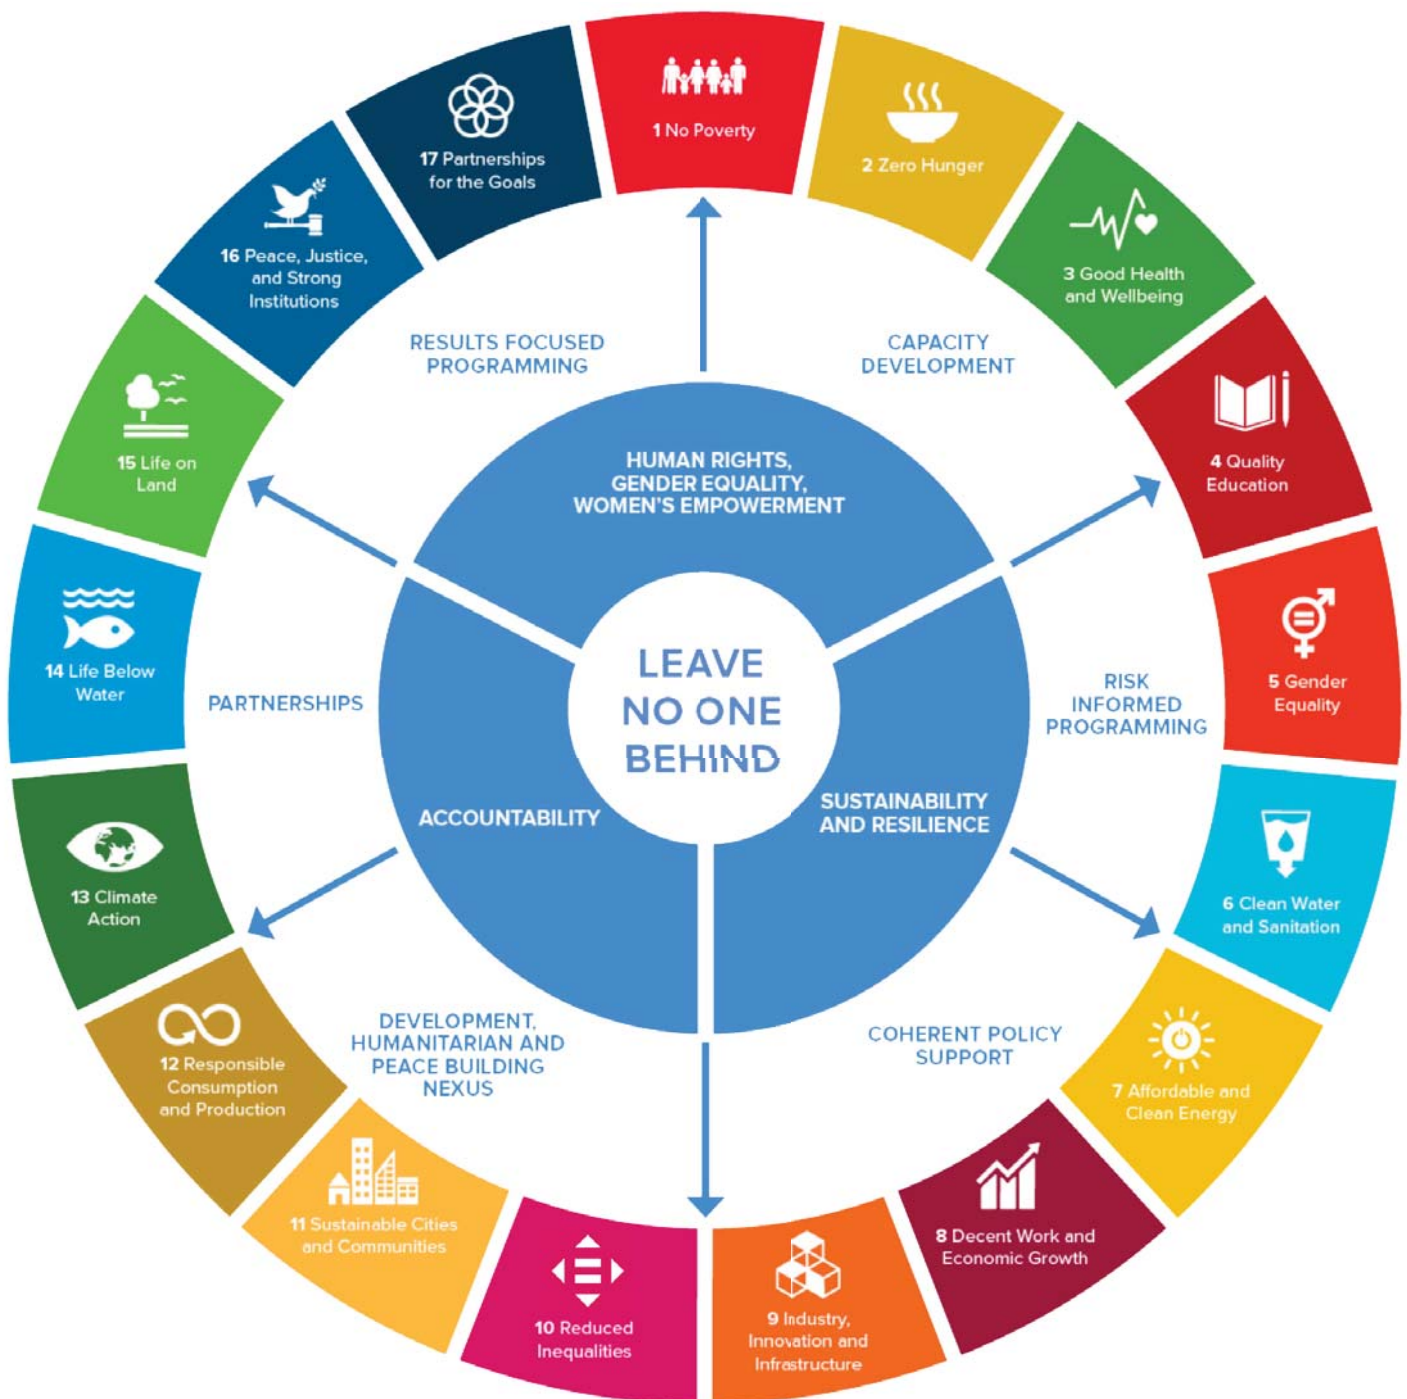 1 No Poverty
2 Zero Hunger
3 Good Health
and Wellbeing
4 Quality
Education
5 Gender
Equality
6 Clean Water
and Sanitation
7 Affordable and
Clean Energy
8 Decent Work and
Economic Growth
9 Industry,
Innovation and
Infrastructure
10 Reduced
Inequalities
11 Sustainable Cities
and Communities
12 Responsible
Consumption
and Production
13 Climate
Action
14 Life Below
Water
15 Life on
Land
16 Peace, Justice,
and Strong
Institutions
17 Partnerships
for the Goals
RESULTS FOCUSED
PROGRAMMING
CAPACITY
DEVELOPMENT
RISK
INFORMED
PROGRAMMING
COHERENT POLICY
SUPPORT
DEVELOPMENT,
HUMANITARIAN AND
PEACE BUILDING
NEXUS
PARTNERSHIPS
HUMAN RIGHTS,
GENDER EQUALITY,
WOMEN'S EMPOWERMENT
SUSTAINABILITY
AND RESILIENCE
ACCOUNTABILITY
LEAVE
NO ONE
BEHIND